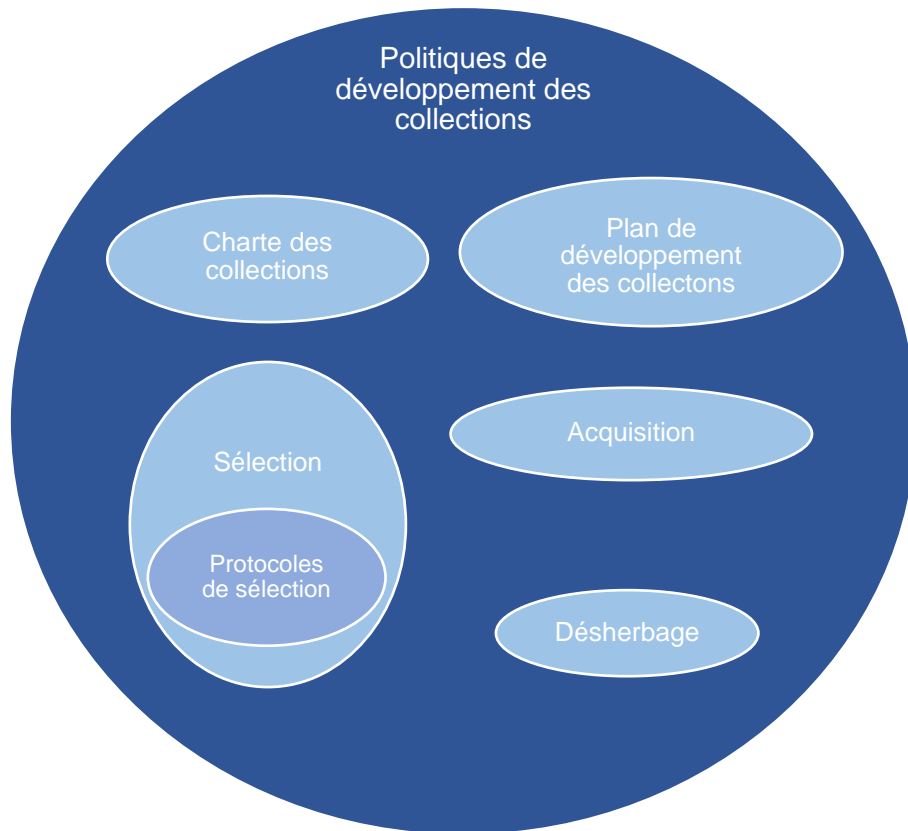 Politiques de
développement des
collections
Charte des
collections
Plan de
développement
des collectons
Sélection
Acquisition
Protocoles
de sélection
Désherbage